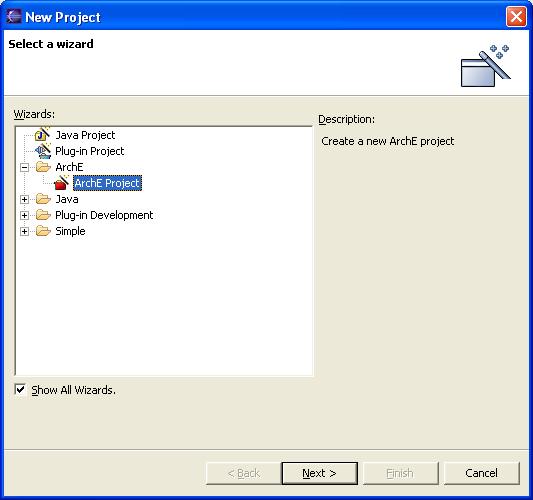 New Project
Select a wizard
Wizards:
Description:
Java Project
Create a new ArchE project
Plug-in Project
ArchE
ArchE Project
Java
Plug-in Development
Simple
Show All Wizards.
< Back
Next >
Finish
Cancel